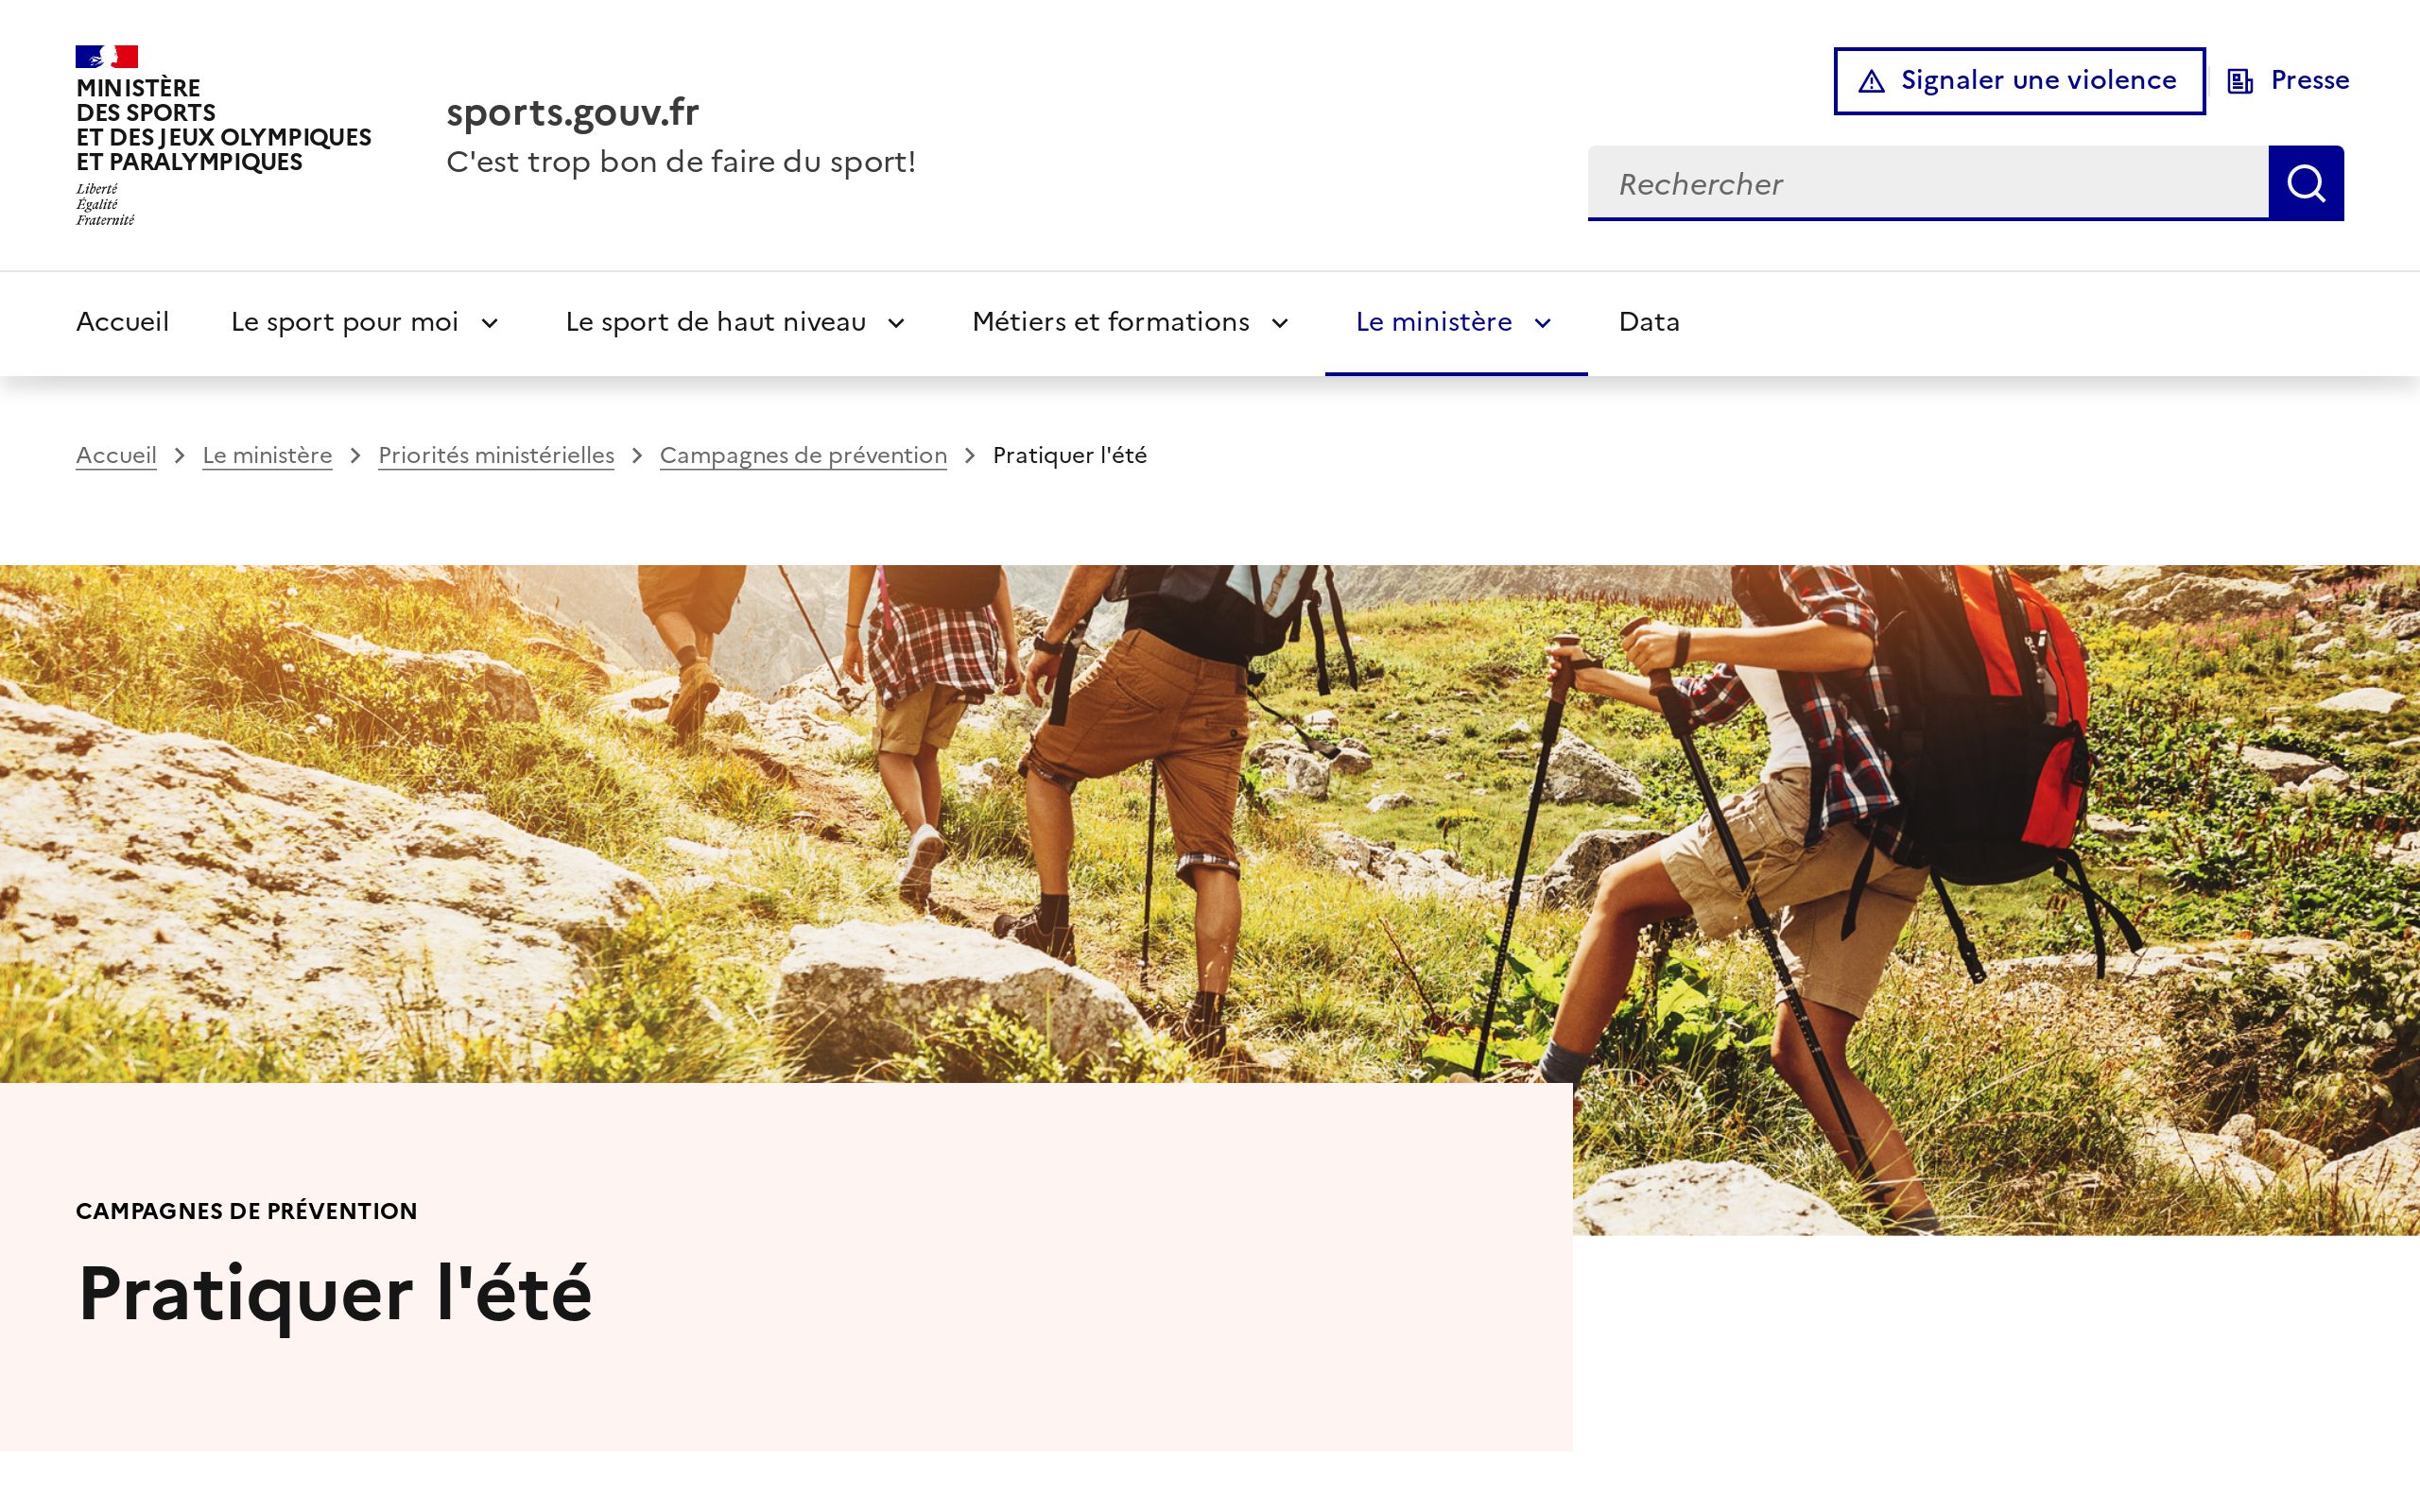 MINISTÈRE
DES SPORTS
ET DES JEUX OLYMPIQUES
ET PARALYMPIQUES
Liberté
Égalité
Fraternité
sports.gouv.fr
C'est trop bon de faire du sport!
Signaler une violence
Presse
Rechercher
Accueil
Le sport pour moi
Le sport de haut niveau
Métiers et formations
Le ministère
Data
Accueil > Le ministère > Priorités ministérielles > Campagnes de prévention > Pratiquer l'été
CAMPAGNES DE PRÉVENTION
Pratiquer l'été